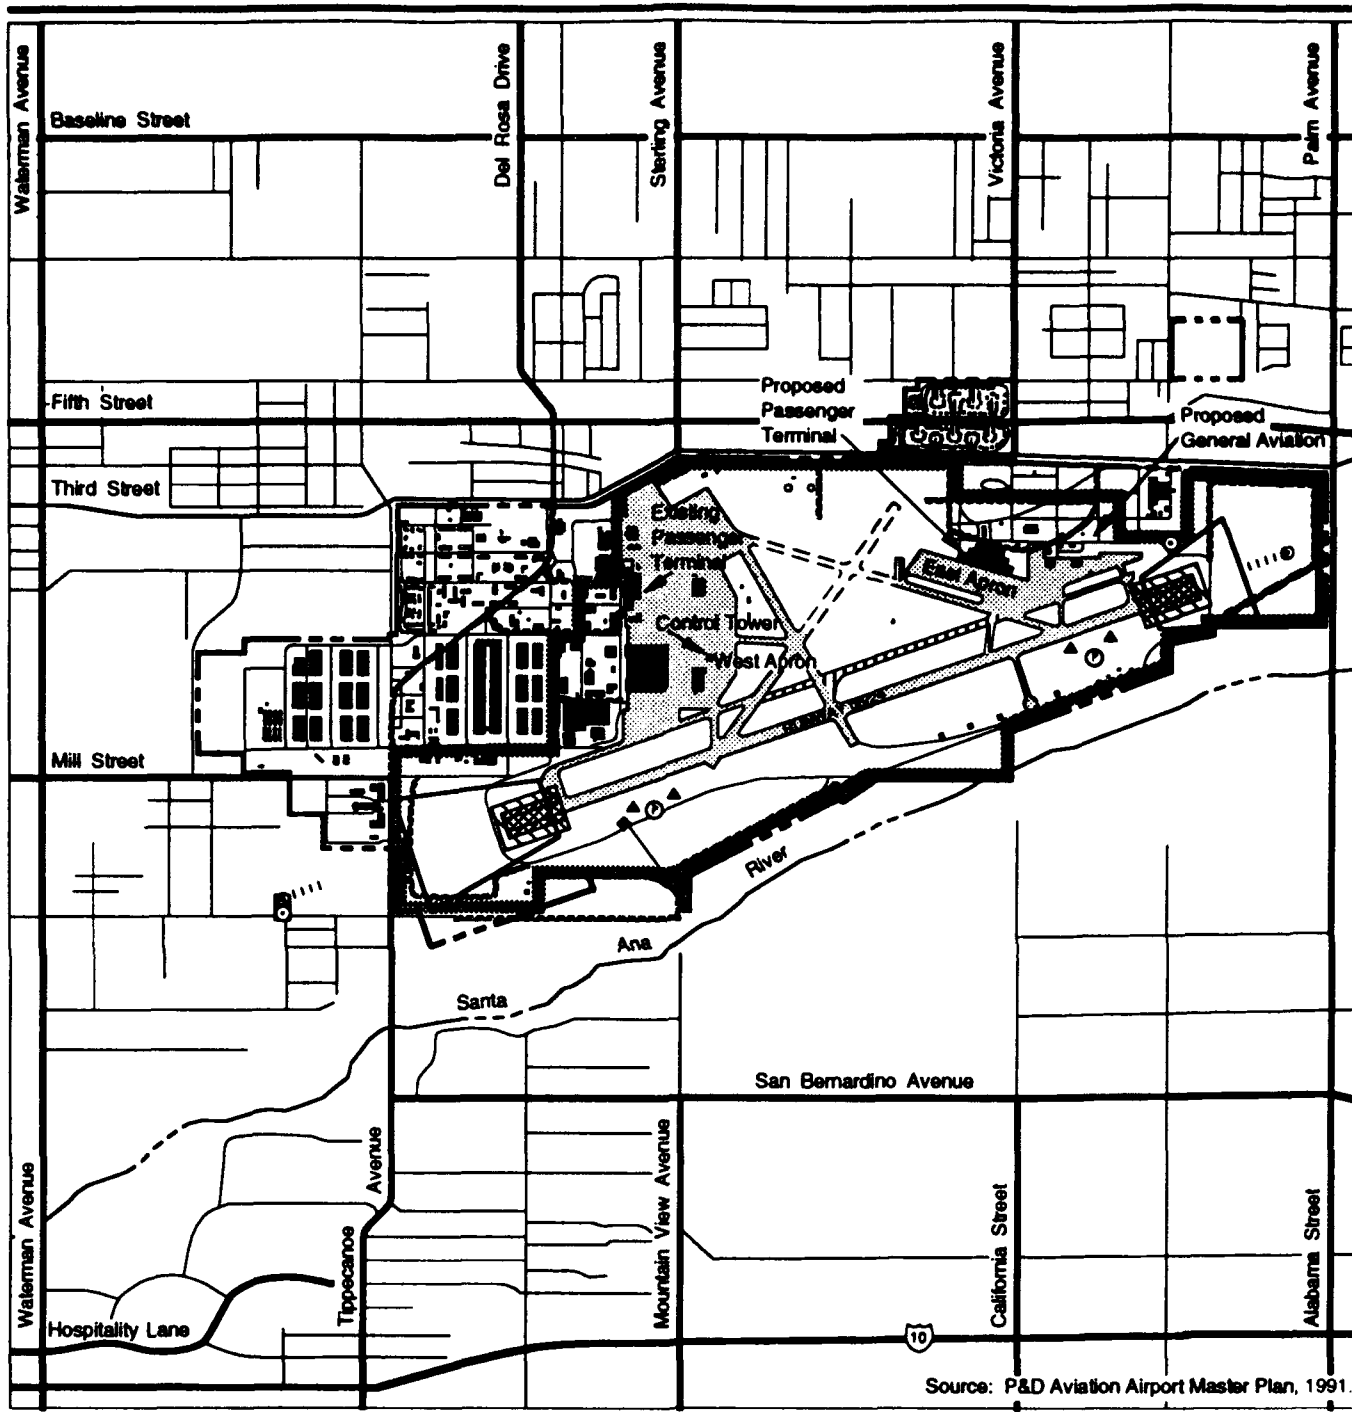 Waterman Avenue
Del Rosa Drive
Sterling Avenue
Victoria Avenue
Palm Avenue
Baseline Street
Fifth Street
Proposed
Passenger
Terminal
Proposed
General Aviation
Third Street
Existing
Passenger
Terminal
East Apron
Control Tower
West Apron
Mill Street
P
P
River
Ana
Santa
San Bernardino Avenue
Waterman Avenue
Avenue
Tippecanoe
Mountain View Avenue
California Street
Alabama Street
Hospitality Lane
10
Source: P&D Aviation Airport Master Plan, 1991.